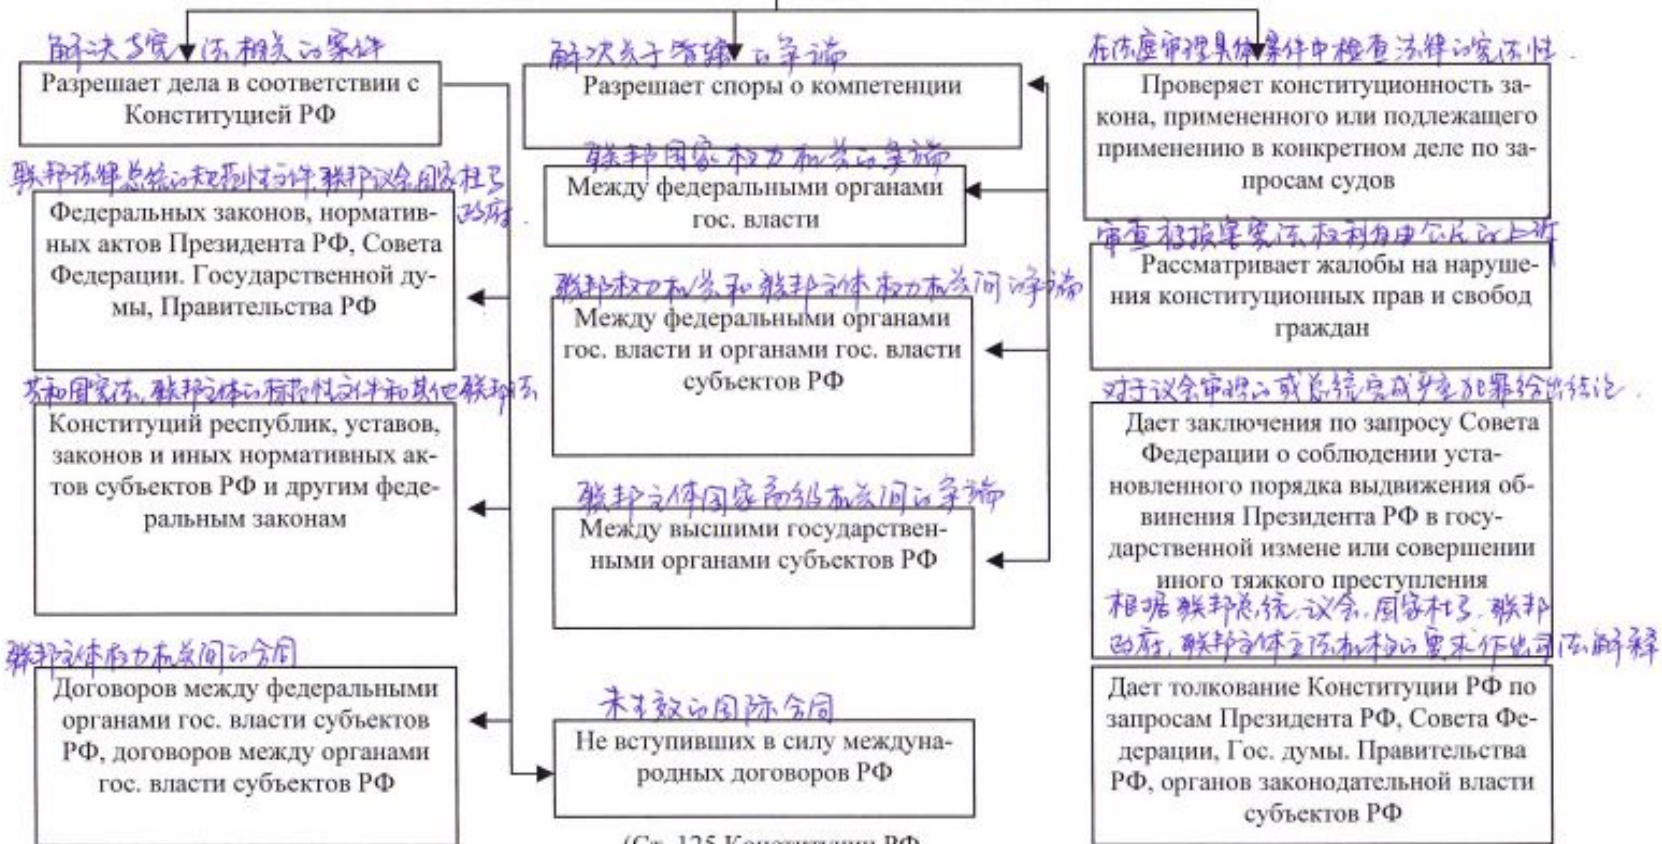 解决与宪法相关的案件
Разрешает дела в соответствии с
Конституцией РФ
联邦法律总统的规范性文件,联邦议会国家杜马
政府.
Федеральных законов, норматив-
ных актов Президента РФ, Совета
Федерации. Государственной ду-
мы, Правительства РФ
共和国宪法,联邦主体的规范性文件和其他联邦法
Конституций республик, уставов,
законов и иных нормативных ак-
тов субъектов РФ и другим феде-
ральным законам
联邦主体权力机关间的合同
Договоров между федеральными
органами гос. власти субъектов
РФ, договоров между органами
гос. власти субъектов РФ
解决关于管辖的争论
Разрешает споры о компетенции
联邦国家权力机关的争论
Между федеральными органами
гос. власти
联邦权力机关和联邦主体权力机关间的争论
Между федеральными органами
гос. власти и органами гос. власти
субъектов РФ
联邦主体国家高级机关间的争论
Между высшими государствен-
ными органами субъектов РФ
未生效的国际合同
Не вступивших в силу междуна-
родных договоров РФ
(Ст. 125 Конституции РФ
在法庭审理具体案件中检查法律的宪法性.
Проверяет конституционность за-
кона, примененного или подлежащего
применению в конкретном деле по за-
просам судов
审查被损害宪法权利自由公民的上诉
Рассматривает жалобы на наруше-
ния конституционных прав и свобод
граждан
对于议会审理的或总统完成严重犯罪给出结论.
Дает заключения по запросу Совета
Федерации о соблюдении уста-
новленного порядка выдвижения об-
винения Президента РФ в госу-
дарственной измене или совершении
иного тяжкого преступления
根据联邦总统,议会,国家杜马,联邦
政府,联邦主体立法机构的要求作出司法解释
Дает толкование Конституции РФ по
запросам Президента РФ, Совета Фе-
дерации, Гос. думы. Правительства
РФ, органов законодательной власти
субъектов РФ